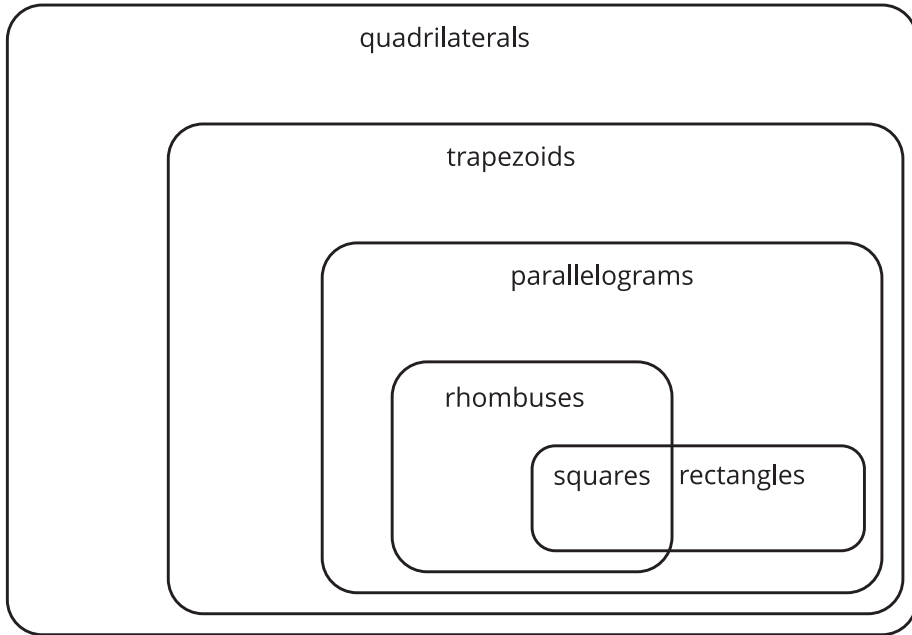 quadrilaterals
trapezoids
parallelograms
rhombuses
squares rectangles